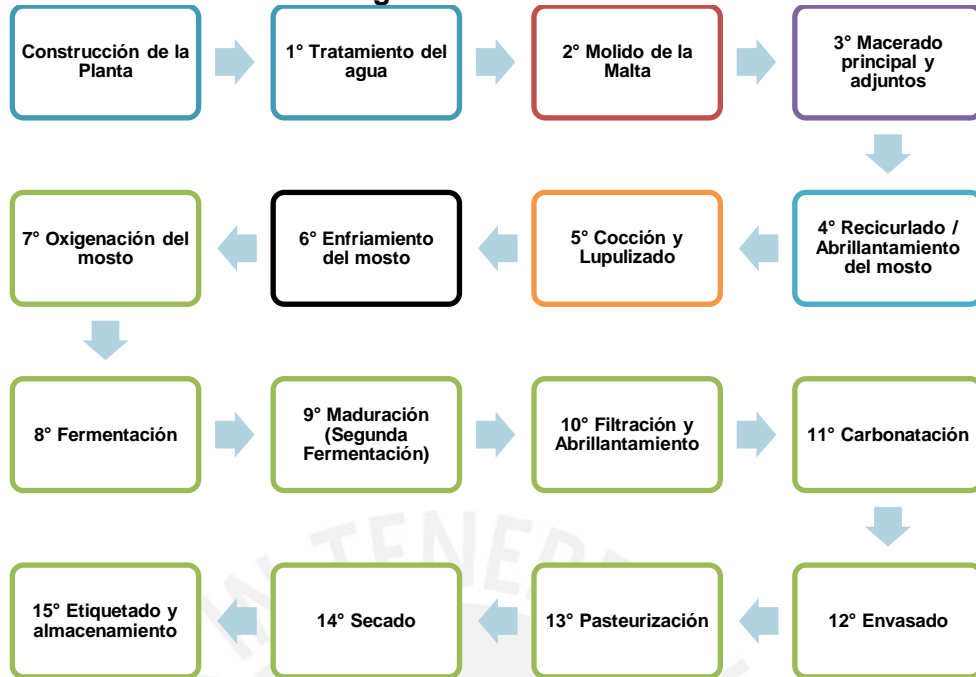 Construcción de la
Planta
1° Tratamiento del
agua
2° Molido de la
Malta
3° Macerado
principal y
adjuntos
4° Recicurlado /
Abrillantamiento
del mosto
5° Cocción y
Lupulizado
6° Enfriamiento
del mosto
7° Oxigenación del
mosto
8° Fermentación
9° Maduración
(Segunda
Fermentación)
10° Filtración y
Abrillantamiento
11° Carbonatación
12° Envasado
13° Pasteurización
14° Secado
15° Etiquetado y
almacenamiento